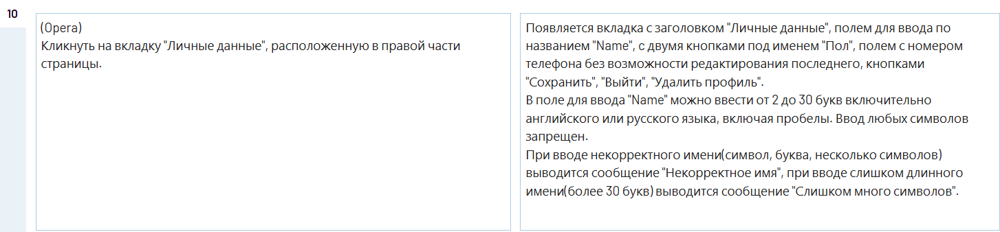 10
(Opera)
Кликнуть на вкладку "Личные данные", расположенную в правой части
страницы.
Появляется вкладка с заголовком "Личные данные", полем для ввода по
названием "Name", с двумя кнопками под именем "Пол", полем с номером
телефона без возможности редактирования последнего, кнопками
"Сохранить", "Выйти", "Удалить профиль".
В поле для ввода "Name" можно ввести от 2 до 30 букв включительно
английского или русского языка, включая пробелы. Ввод любых символов
запрещен.
При вводе некорректного имени(символ, буква, несколько символов)
выводится сообщение "Некорректное имя", при вводе слишком длинного
имени(более 30 букв) выводится сообщение "Слишком много символов".